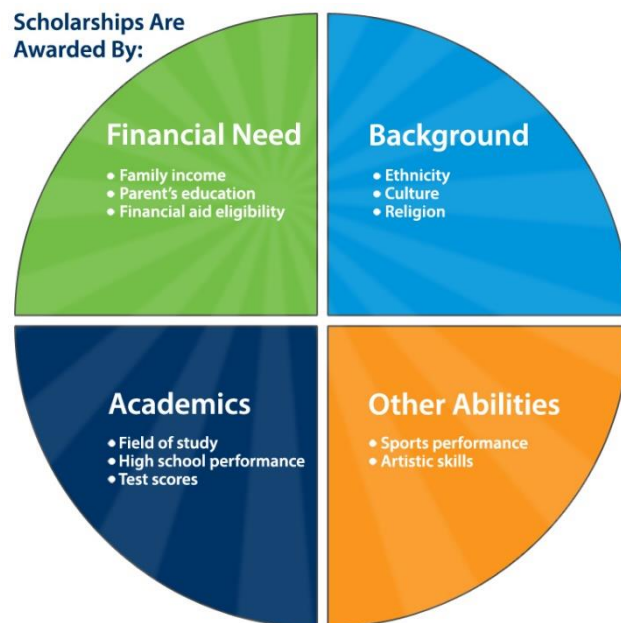 Scholarships Are
Awarded By:
Financial Need
• Family income
• Parent's education
• Financial aid eligibility
Background
• Ethnicity
• Culture
• Religion
Academics
• Field of study
• High school performance
• Test scores
Other Abilities
• Sports performance
• Artistic skills